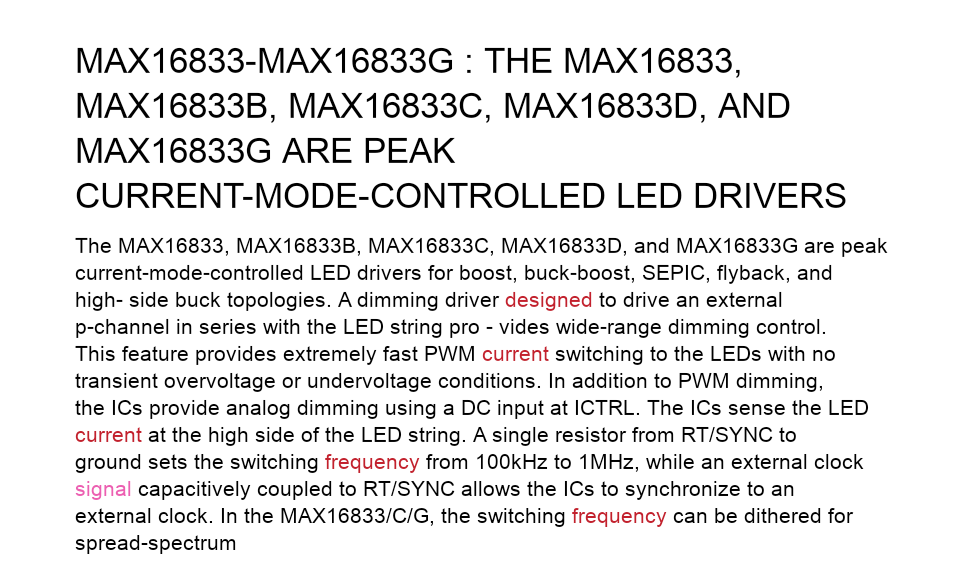 MAX16833-MAX16833G : THE MAX16833,
MAX16833B, MAX16833C, MAX16833D, AND
MAX16833G ARE PEAK
CURRENT-MODE-CONTROLLED LED DRIVERS
The MAX16833, MAX16833B, MAX16833C, MAX16833D, and MAX16833G are peak
current-mode-controlled LED drivers for boost, buck-boost, SEPIC, flyback, and
high- side buck topologies. A dimming driver designed to drive an external
p-channel in series with the LED string pro - vides wide-range dimming control.
This feature provides extremely fast PWM current switching to the LEDs with no
transient overvoltage or undervoltage conditions. In addition to PWM dimming,
the ICs provide analog dimming using a DC input at ICTRL. The ICs sense the LED
current at the high side of the LED string. A single resistor from RT/SYNC to
ground sets the switching frequency from 100kHz to 1MHz, while an external clock
signal capacitively coupled to RT/SYNC allows the ICs to synchronize to an
external clock. In the MAX16833/C/G, the switching frequency can be dithered for
spread-spectrum